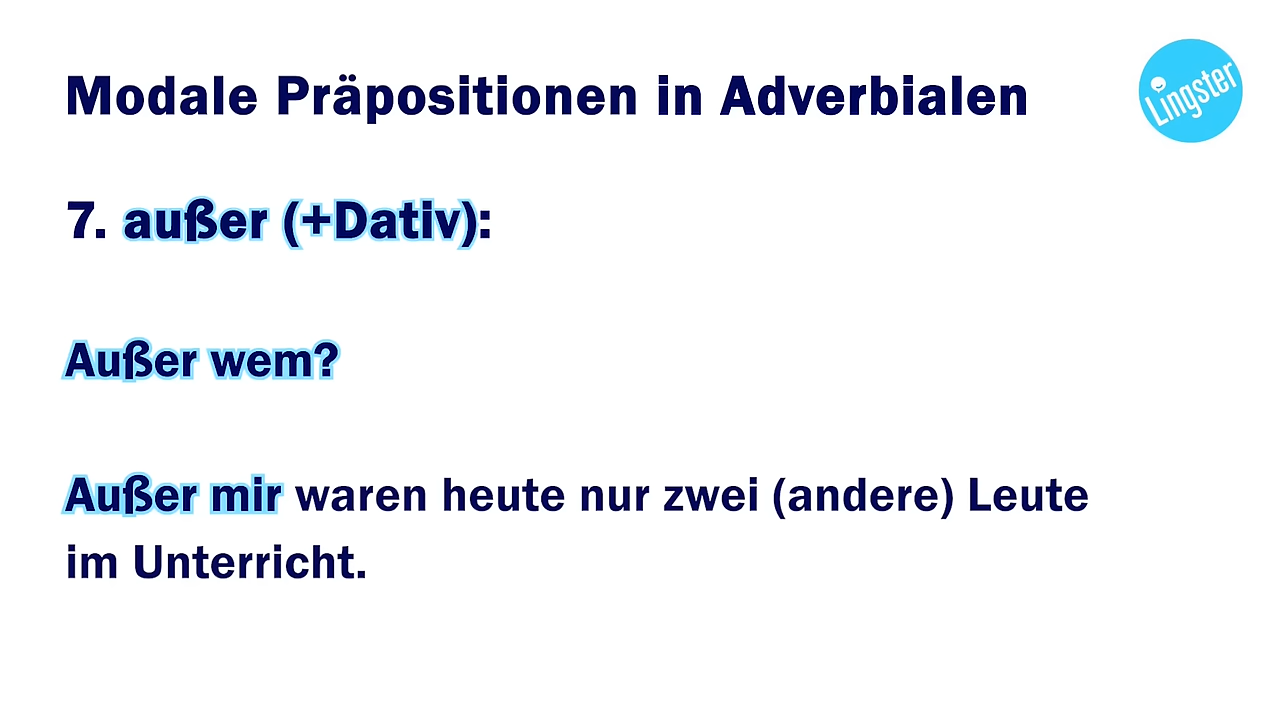 Modale Präpositionen in Adverbialen
Lingster
7. außer (+Dativ):
Außer wem?
Außer mir waren heute nur zwei (andere) Leute
im Unterricht.